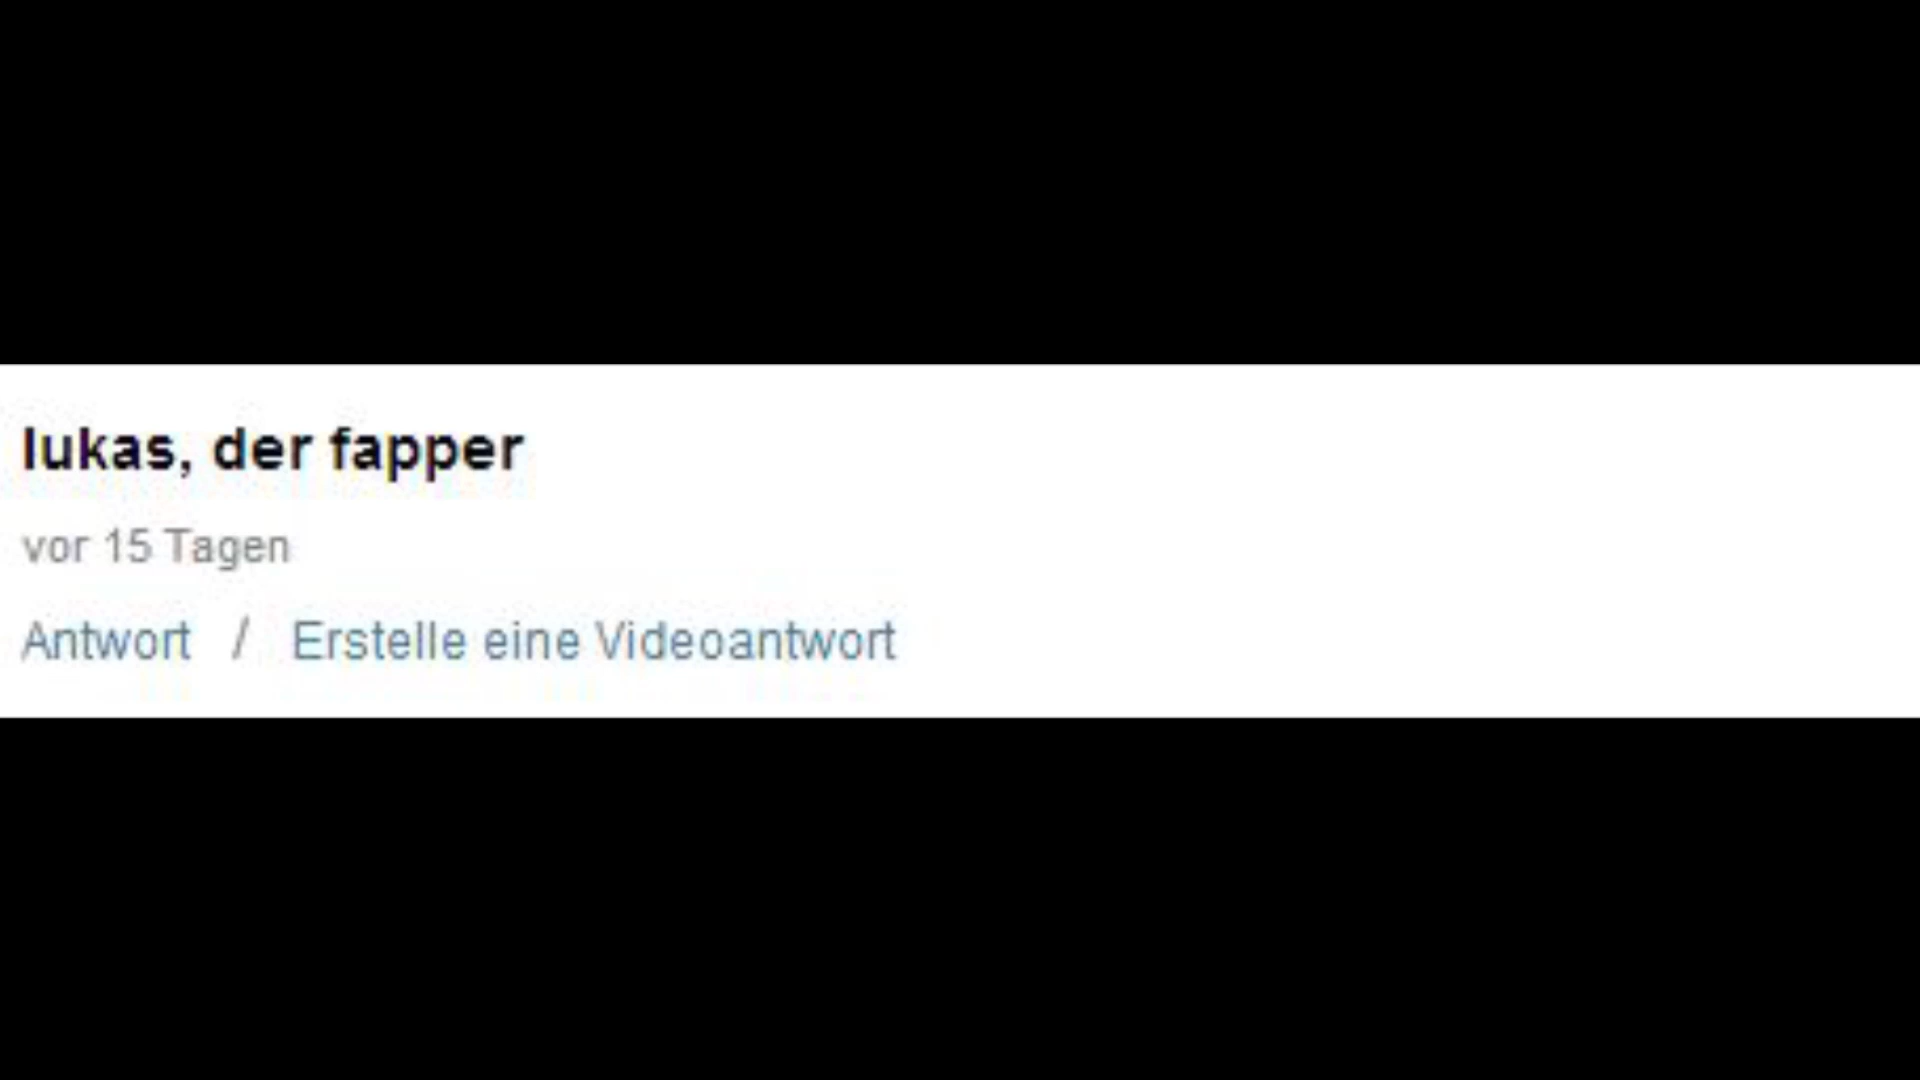 lukas, der fapper
vor 15 Tagen
Antwort / Erstelle eine Videoantwort